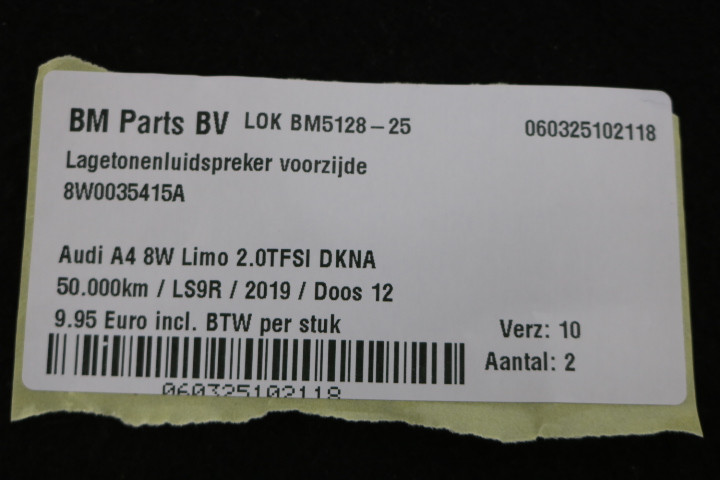 BM Parts BV LOK BM5128-25 060325102118
Lagetonenluidspreker voorzijde
8W0035415A
Audi A4 8W Limo 2.0TFSI DKNA
50.000km / LS9R / 2019 / Doos 12
9.95 Euro incl. BTW per stuk Verz: 10
Aantal: 2
060325102118